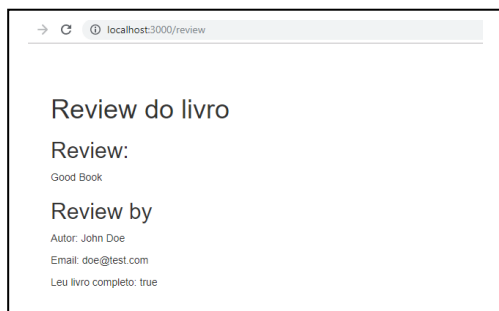 localhost:3000/review
Review do livro
Review:
Good Book
Review by
Autor: John Doe
Email: doe@test.com
Leu livro completo: true